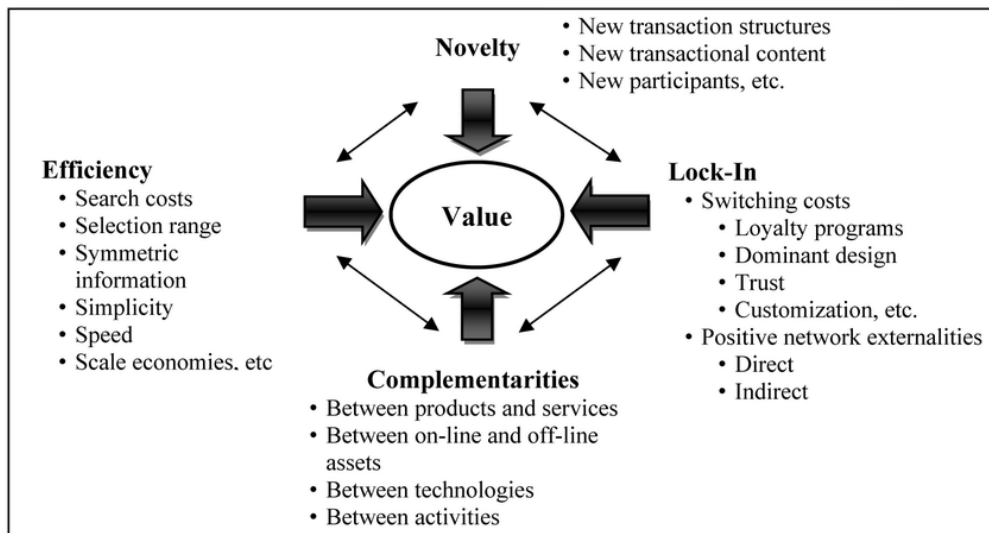 Novelty
• New transaction structures
• New transactional content
• New participants, etc.
Efficiency
• Search costs
• Selection range
• Symmetric
information
• Simplicity
• Speed
• Scale economies, etc
Value
Lock-In
• Switching costs
• Loyalty programs
• Dominant design
• Trust
• Customization, etc.
• Positive network externalities
• Direct
• Indirect
Complementarities
• Between products and services
• Between on-line and off-line
assets
• Between technologies
• Between activities